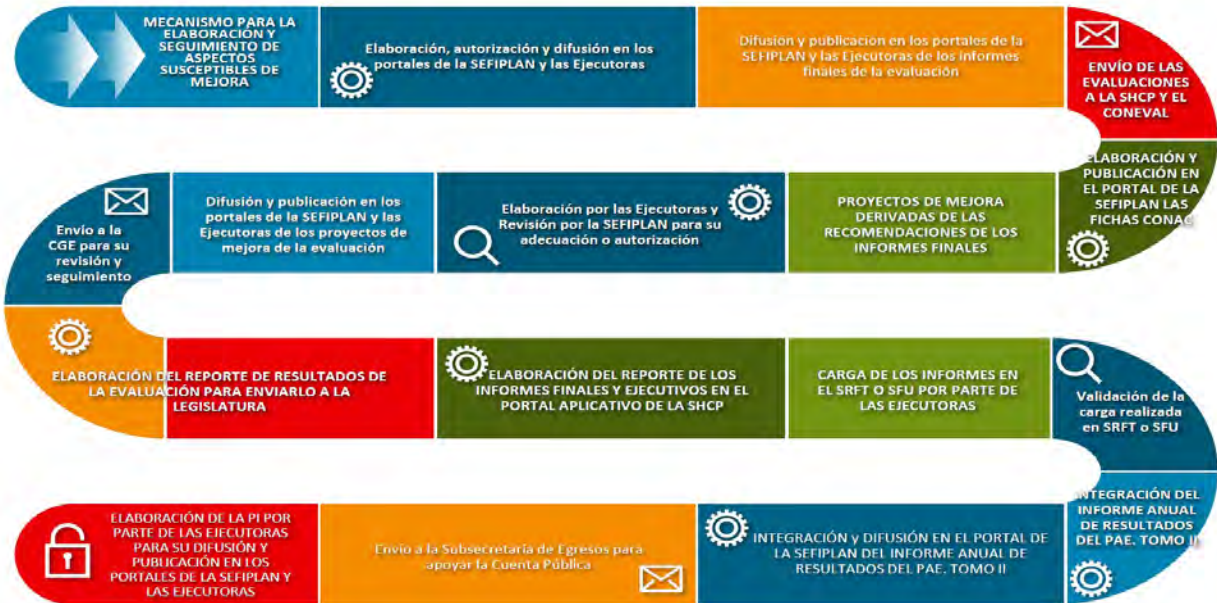 MECANISMO PARA LA
ELABORACIÓN Y
SEGUIMIENTO DE
ASPECTOS
SUSCEPTIBLES DE
MEJORA
Elaboración, autorización y difusión en los
portales de la SEFIPLAN y las Ejecutoras
Difusión y publicación en los portales de la
SEFIPLAN y las Ejecutoras de los informes
finales de la evaluación
ENVÍO DE LAS
EVALUACIONES
A LA SHCP Y EL
CONEVAL
ELABORACIÓN Y
PUBLICACIÓN EN
EL PORTAL DE LA
SEFIPLAN LAS
FICHAS CONAC
PROYECTOS DE MEJORA
DERIVADAS DE LAS
RECOMENDACIONES DE LOS
INFORMES FINALES
Elaboración por las Ejecutoras y
Revisión por la SEFIPLAN para su
adecuación o autorización
Difusión y publicación en los
portales de la SEFIPLAN y las
Ejecutoras de los proyectos de
mejora de la evaluación
Envío a la
CGE para su
revisión y
seguimiento
ELABORACIÓN DEL REPORTE DE RESULTADOS DE
LA EVALUACIÓN PARA ENVIARLO A LA
LEGISLATURA
ELABORACIÓN DEL REPORTE DE LOS
INFORMES FINALES Y EJECUTIVOS EN EL
PORTAL APLICATIVO DE LA SHCP
CARGA DE LOS INFORMES EN
EL SRFT O SFU POR PARTE DE
LAS EJECUTORAS
Validación de la
carga realizada
en SRFT o SFU
INTEGRACIÓN DEL
INFORME ANUAL
DE RESULTADOS
DEL PAE. TOMO II
INTEGRACIÓN y DIFUSIÓN EN EL PORTAL DE
LA SEFIPLAN DEL INFORME ANUAL DE
RESULTADOS DEL PAE. TOMO II
Envío a la Subsecretaría de Egresos para
apoyar la Cuenta Pública
ELABORACIÓN DE LA PI POR
PARTE DE LAS EJECUTORAS
PARA SU DIFUSIÓN Y
PUBLICACIÓN EN LOS
PORTALES DE LA SEFIPLAN Y
LAS EJECUTORAS